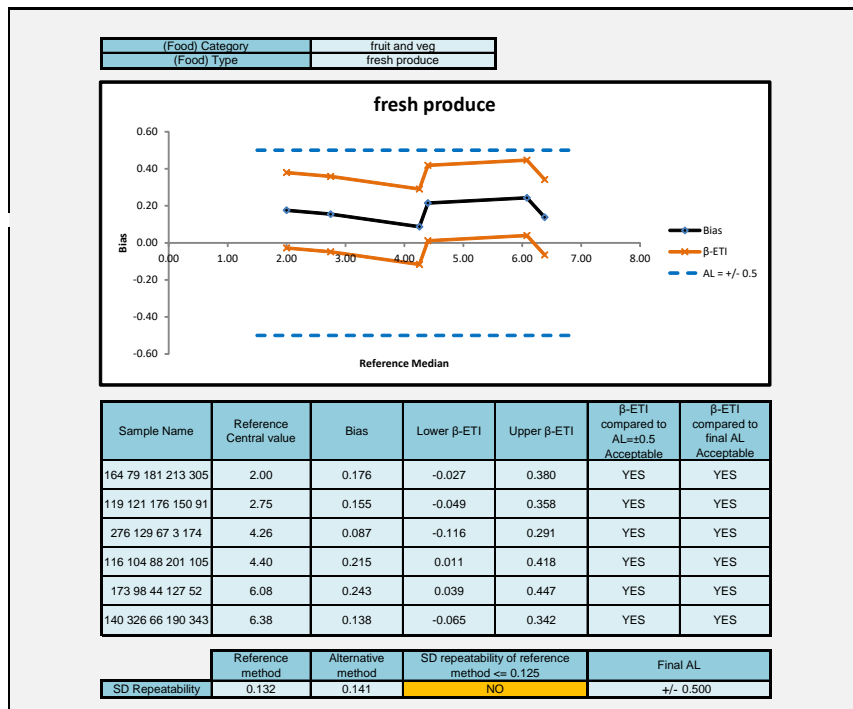 (Food) Category fruit and veg
(Food) Type fresh produce
fresh produce
0.60
0.40
0.20
0.00
-0.20
-0.40
-0.60
Bias
0.00 1.00 2.00 3.00 4.00 5.00 6.00 7.00 8.00
Reference Median
Bias
β-ETI
AL = +/- 0.5
Sample Name Reference Central value Bias Lower β-ETI Upper β-ETI β-ETI compared to AL=±0.5 Acceptable β-ETI compared to final AL Acceptable
164 79 181 213 305 2.00 0.176 -0.027 0.380 YES YES
119 121 176 150 91 2.75 0.155 -0.049 0.358 YES YES
276 129 67 3 174 4.26 0.087 -0.116 0.291 YES YES
116 104 88 201 105 4.40 0.215 0.011 0.418 YES YES
173 98 44 127 52 6.08 0.243 0.039 0.447 YES YES
140 326 66 190 343 6.38 0.138 -0.065 0.342 YES YES
Reference method Alternative method SD repeatability of reference method <= 0.125 Final AL
SD Repeatability 0.132 0.141 NO +/- 0.500